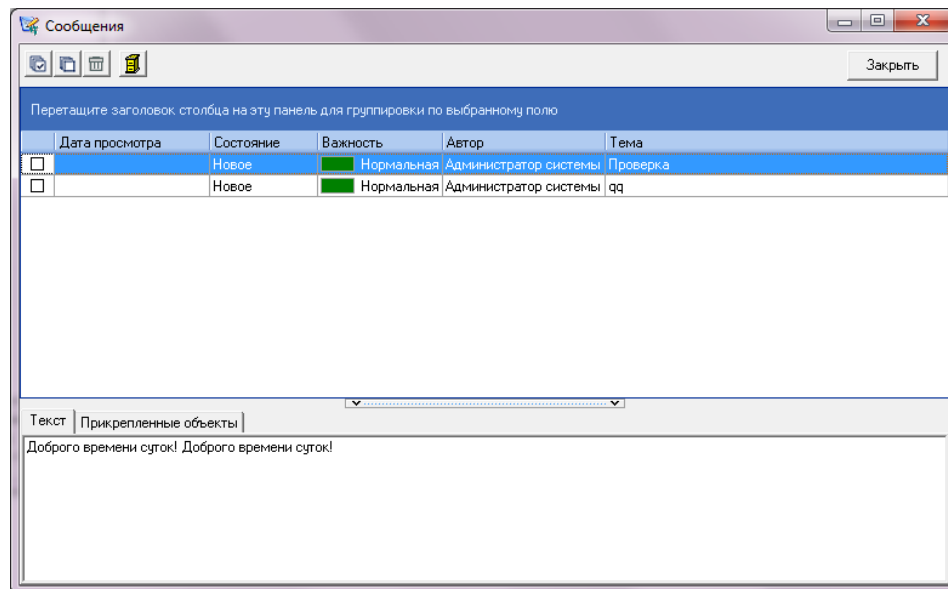 Сообщения
Закрыть
Перетащите заголовок столбца на эту панель для группировки по выбранному полю
Дата просмотра Состояние Важность Автор Тема
Новое Нормальная Администратор системы Проверка
Новое Нормальная Администратор системы qq
Текст Прикрепленные объекты
Доброго времени суток! Доброго времени суток!